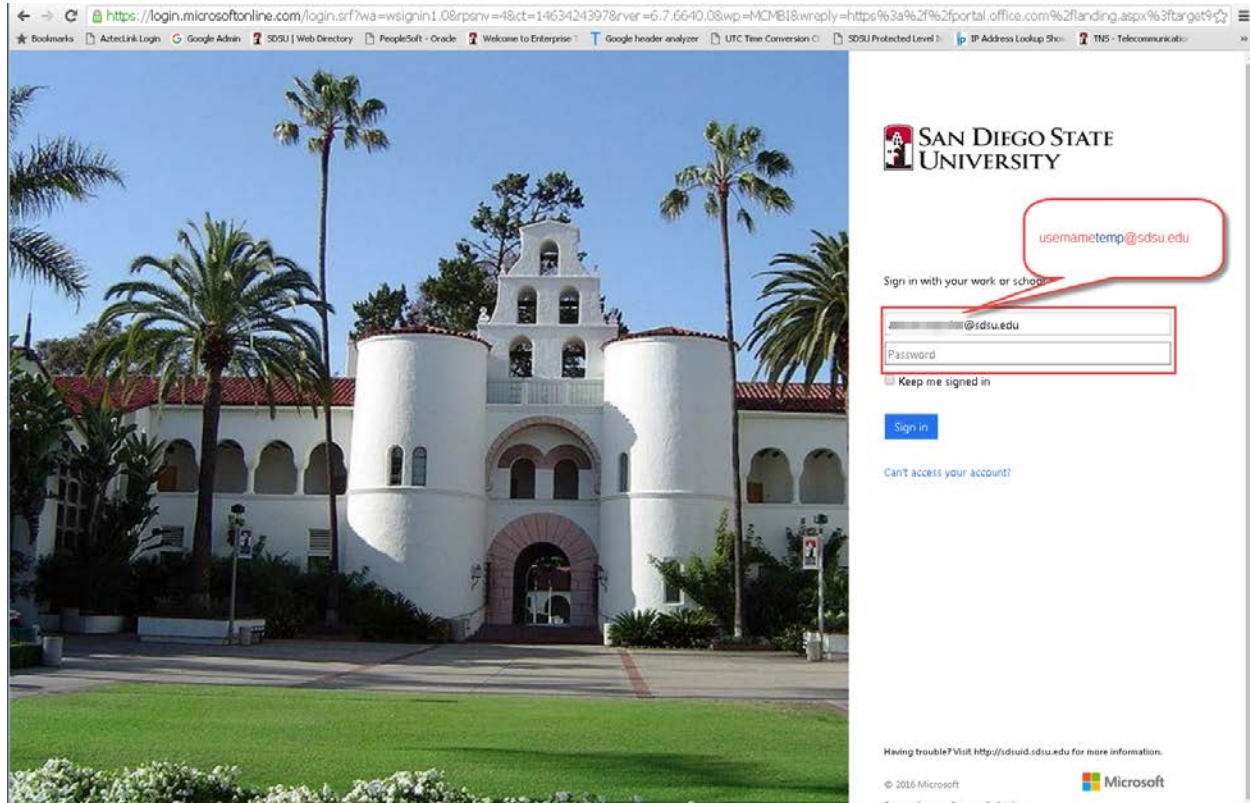 https://login.microsoftonline.com/login.srf?wa=wsignin1.0&rpsnv=4&ct=1463424397&rver=6.7.6640.0&wp=MCMBI&wreply=https%3a%2f%2fportal.office.com%2flanding.aspx%3ftarget%
Bookmarks AztecLink Login Google Admin SDSU | Web Directory PeopleSoft - Oracle Welcome to Enterprise Google header analyzer UTC Time Conversion SDSU Protected Level IP Address Lookup Sho TNS - Telecommunicatio »
SAN DIEGO STATE
UNIVERSITY
usernametemp@sdsu.edu
Sign in with your work or school
@sdsu.edu
Password
Keep me signed in
Sign in
Can't access your account?
Having trouble? Visit http://sdsuid.sdsu.edu for more information.
© 2016 Microsoft
Microsoft